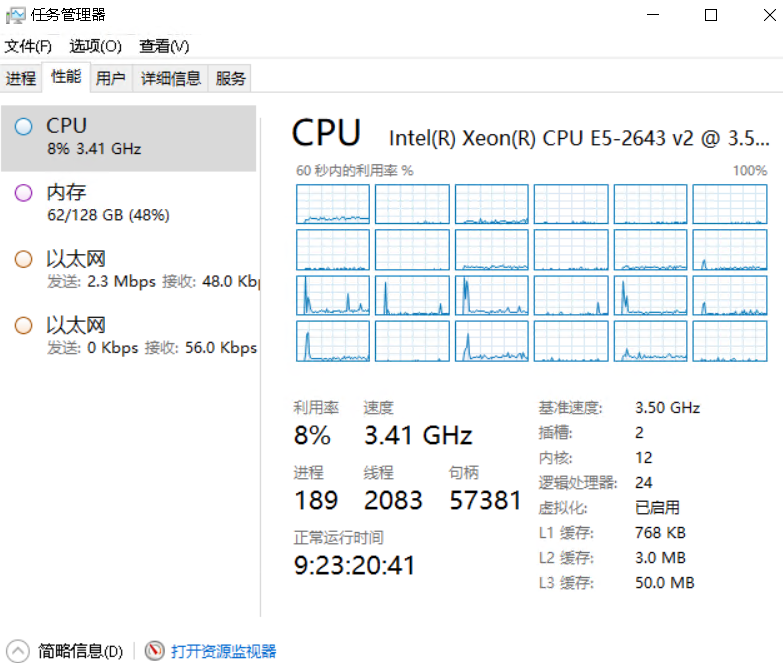 任务管理器
文件(F) 选项(O) 查看(V)
进程 性能 用户 详细信息 服务
CPU
8% 3.41 GHz
内存
62/128 GB (48%)
以太网
发送: 2.3 Mbps 接收: 48.0 Kbp
以太网
发送: 0 Kbps 接收: 56.0 Kbps
CPU Intel(R) Xeon(R) CPU E5-2643 v2 @ 3.5...
60 秒内的利用率 % 100%
利用率 速度
8% 3.41 GHz
进程 线程 句柄
189 2083 57381
正常运行时间
9:23:20:41
基准速度: 3.50 GHz
插槽: 2
内核: 12
逻辑处理器: 24
虚拟化: 已启用
L1 缓存: 768 KB
L2 缓存: 3.0 MB
L3 缓存: 50.0 MB
简略信息(D) 打开资源监视器